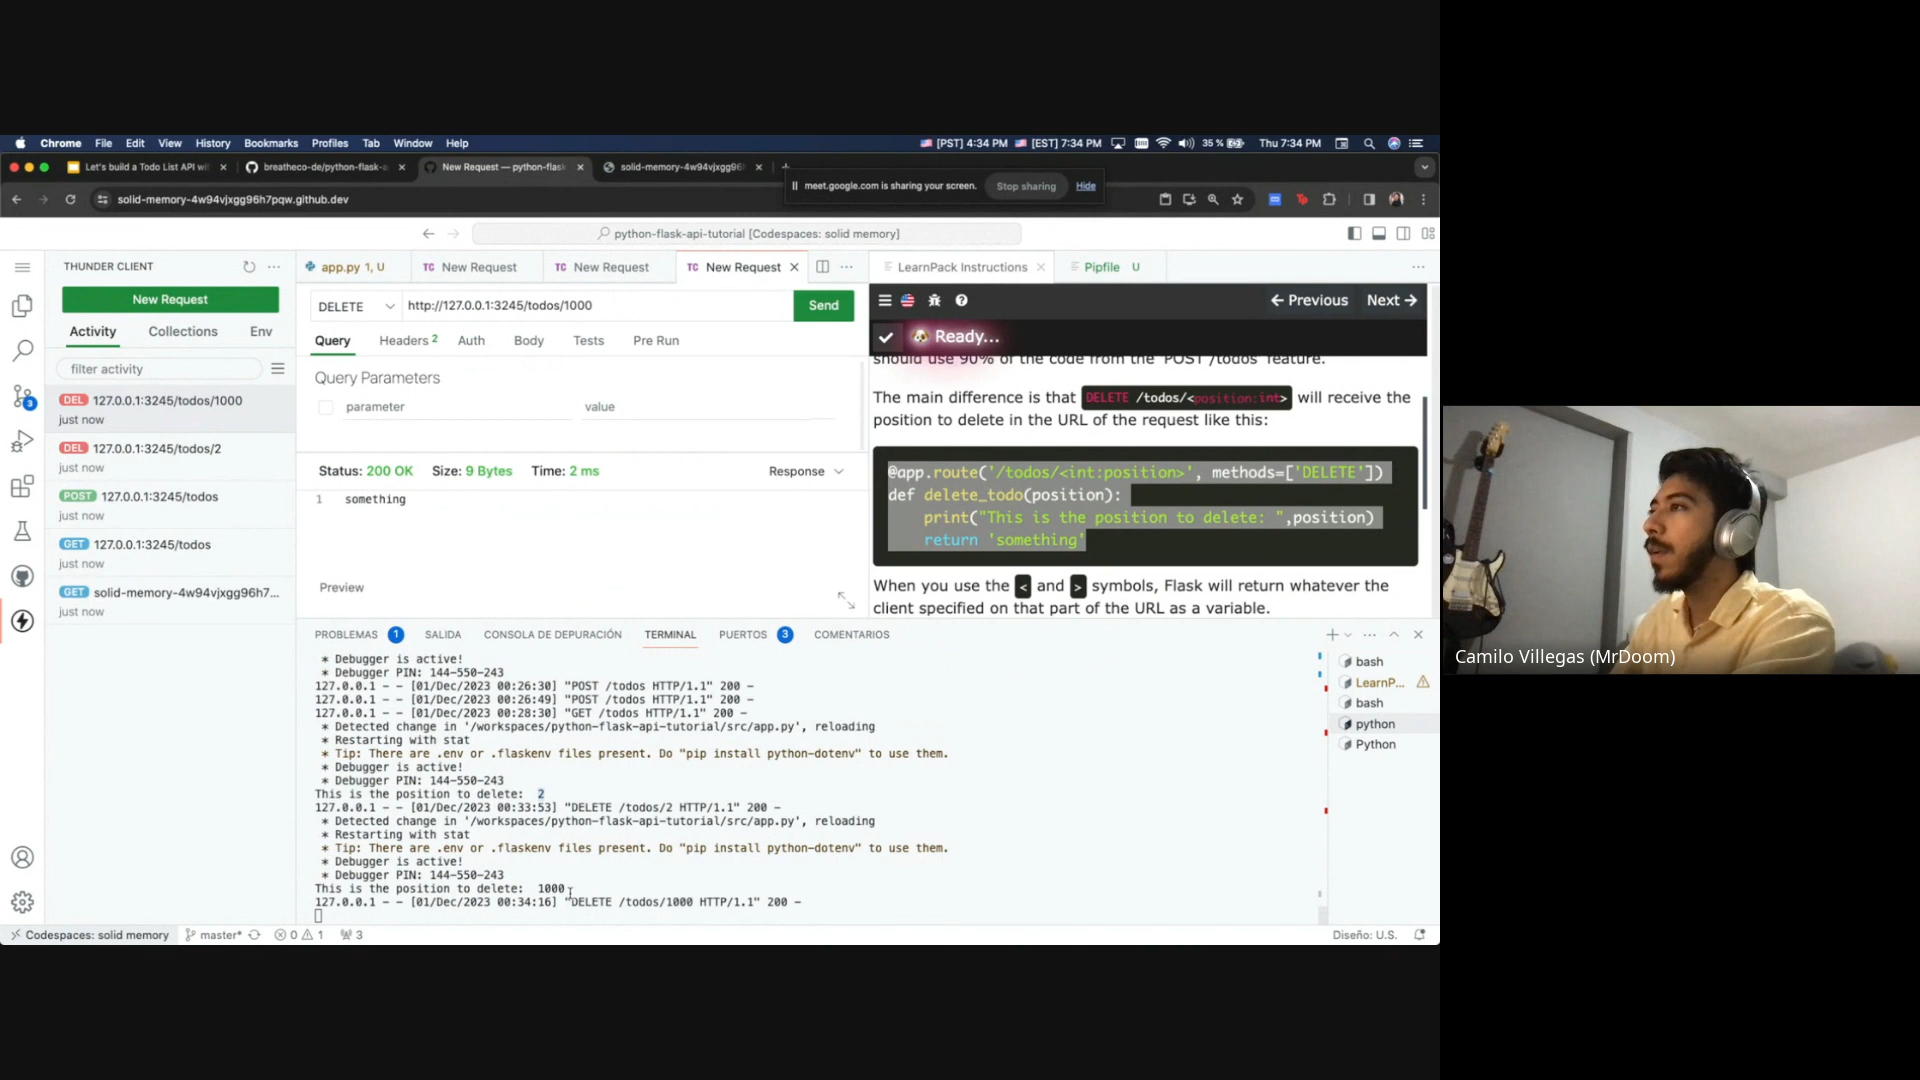 Chrome File Edit View History Bookmarks Profiles Tab Window Help
[PST] 4:34 PM [EST] 7:34 PM 35 % Thu 7:34 PM
Let's build a Todo List API wi
breatheco-de/python-flask-a
New Request — python-flask
solid-memory-4w94vjxgg96h
meet.google.com is sharing your screen. Stop sharing Hide
solid-memory-4w94vjxgg96h7pqw.github.dev
python-flask-api-tutorial [Codespaces: solid memory]
THUNDER CLIENT
New Request
Activity Collections Env
filter activity
DEL 127.0.0.1:3245/todos/1000
just now
DEL 127.0.0.1:3245/todos/2
just now
POST 127.0.0.1:3245/todos
just now
GET 127.0.0.1:3245/todos
just now
GET solid-memory-4w94vjxgg96h7...
just now
3
app.py 1, U TC New Request TC New Request TC New Request
DELETE http://127.0.0.1:3245/todos/1000 Send
Query Headers 2 Auth Body Tests Pre Run
Query Parameters
parameter value
Status: 200 OK Size: 9 Bytes Time: 2 ms Response
1 something
Preview
LearnPack Instructions Pipfile U
Previous Next
Ready...
should use 90% of the code from the 'POST /todos' feature.
The main difference is that DELETE /todos/<position:int> will receive the
position to delete in the URL of the request like this:
@app.route('/todos/<int:position>', methods=['DELETE'])
def delete_todo(position):
print("This is the position to delete: ",position)
return 'something'
When you use the < and > symbols, Flask will return whatever the
client specified on that part of the URL as a variable.
PROBLEMAS 1 SALIDA CONSOLA DE DEPURACIÓN TERMINAL PUERTOS 3 COMENTARIOS
* Debugger is active!
* Debugger PIN: 144-550-243
127.0.0.1 - - [01/Dec/2023 00:26:30] "POST /todos HTTP/1.1" 200 -
127.0.0.1 - - [01/Dec/2023 00:26:49] "POST /todos HTTP/1.1" 200 -
127.0.0.1 - - [01/Dec/2023 00:28:30] "GET /todos HTTP/1.1" 200 -
* Detected change in '/workspaces/python-flask-api-tutorial/src/app.py', reloading
* Restarting with stat
* Tip: There are .env or .flaskenv files present. Do "pip install python-dotenv" to use them.
* Debugger is active!
* Debugger PIN: 144-550-243
This is the position to delete: 2
127.0.0.1 - - [01/Dec/2023 00:33:53] "DELETE /todos/2 HTTP/1.1" 200 -
* Detected change in '/workspaces/python-flask-api-tutorial/src/app.py', reloading
* Restarting with stat
* Tip: There are .env or .flaskenv files present. Do "pip install python-dotenv" to use them.
* Debugger is active!
* Debugger PIN: 144-550-243
This is the position to delete: 1000
127.0.0.1 - - [01/Dec/2023 00:34:16] "DELETE /todos/1000 HTTP/1.1" 200 -
bash
LearnP...
bash
python
Python
Codespaces: solid memory master* 0 1 3
Diseño: U.S.
Camilo Villegas (MrDoom)